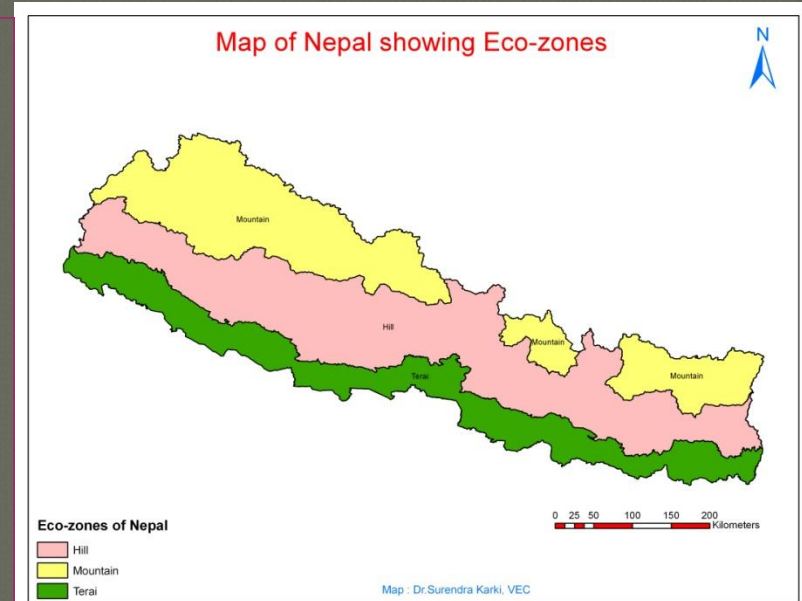 Map of Nepal showing Eco-zones
N
Mountain
Hill
Mountain
Mountain
Terai
Eco-zones of Nepal
Hill
Mountain
Terai
0 25 50 100 150 200
Kilometers
Map : Dr.Surendra Karki, VEC